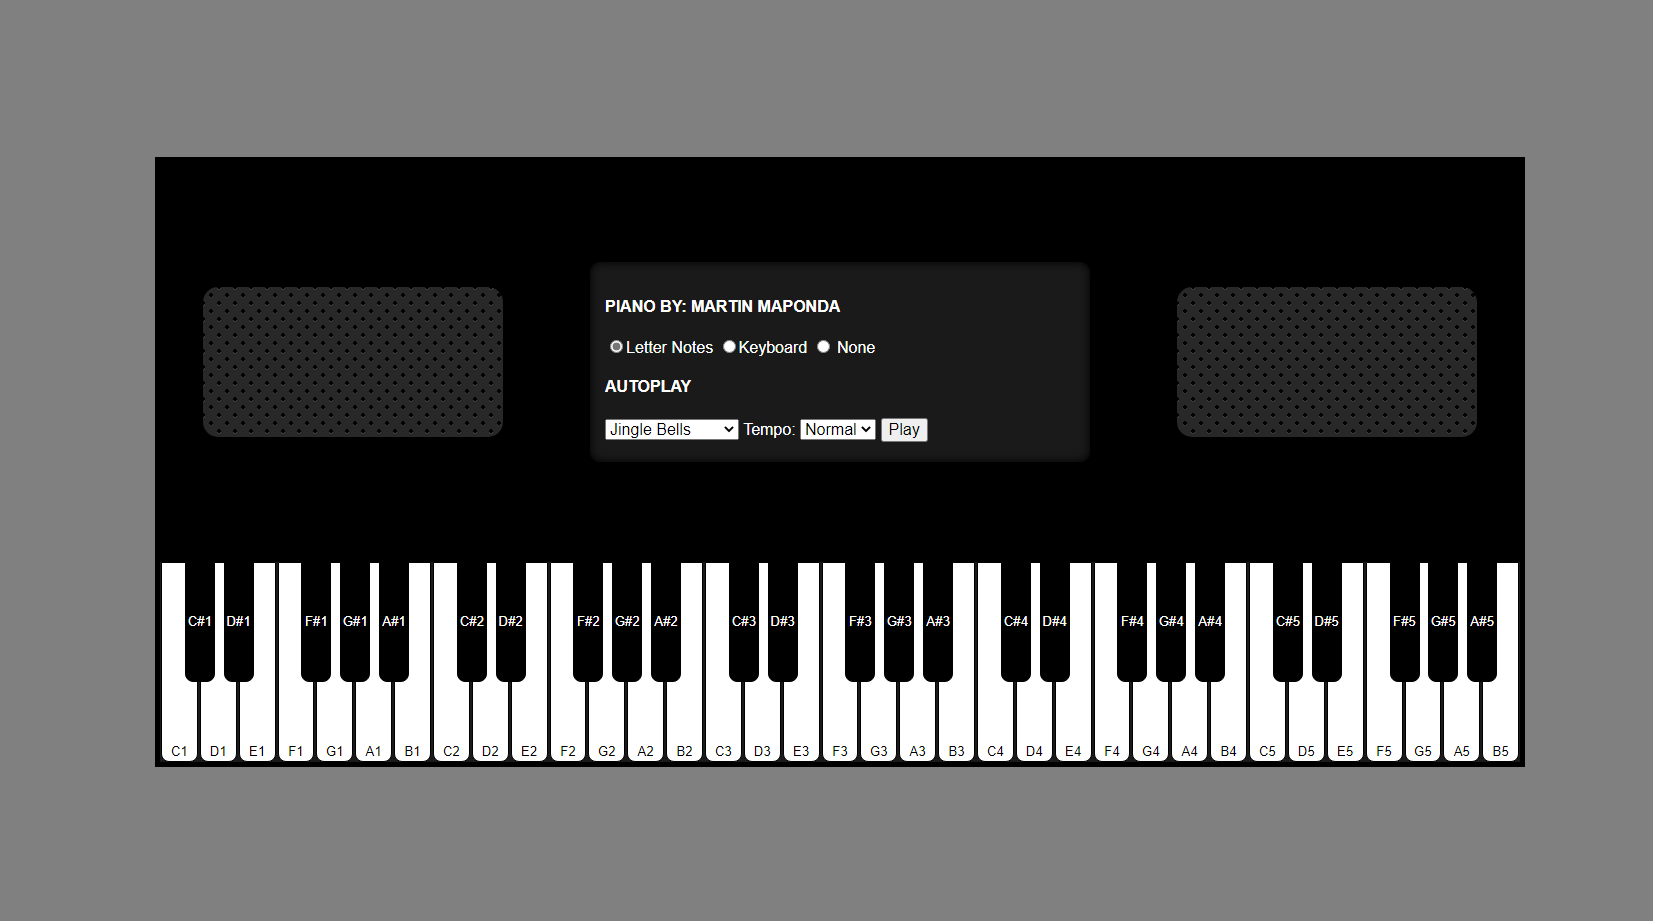 PIANO BY: MARTIN MAPONDA
Letter Notes Keyboard None
AUTOPLAY
Jingle Bells Tempo: Normal Play
C#1 D#1 F#1 G#1 A#1 C#2 D#2 F#2 G#2 A#2 C#3 D#3 F#3 G#3 A#3 C#4 D#4 F#4 G#4 A#4 C#5 D#5 F#5 G#5 A#5
C1 D1 E1 F1 G1 A1 B1 C2 D2 E2 F2 G2 A2 B2 C3 D3 E3 F3 G3 A3 B3 C4 D4 E4 F4 G4 A4 B4 C5 D5 E5 F5 G5 A5 B5